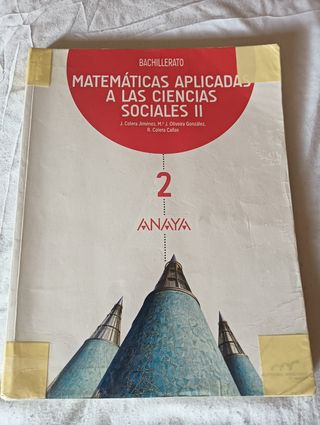 BACHILLERATO
MATEMÁTICAS APLICADAS
A LAS CIENCIAS
SOCIALES II
J. Colera Jiménez, M.ª J. Oliveira González,
R. Colera Cañas
2
ANAYA